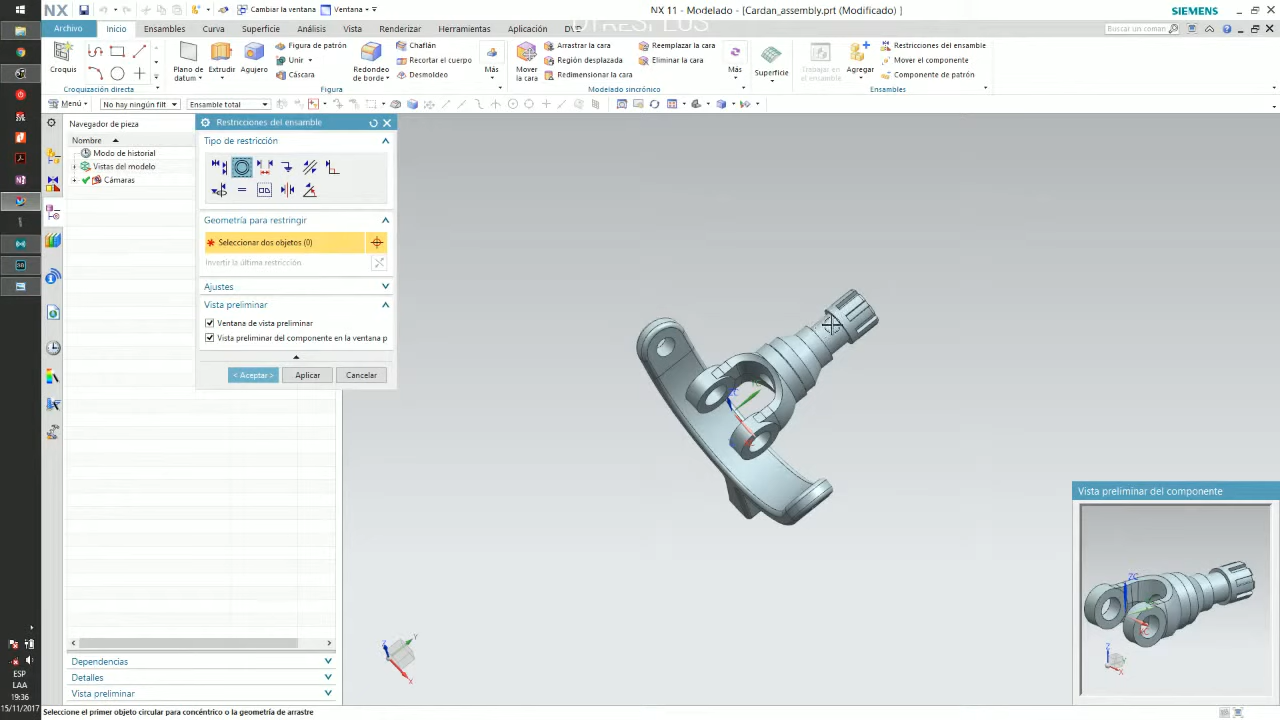 NX
Cambiar la ventana
Ventana
NX 11 - Modelado - [Cardan_assembly.prt (Modificado) ]
SIEMENS
Archivo
Inicio
Ensambles
Curva
Superficie
Análisis
Vista
Renderizar
Herramientas
Aplicación
Buscar un coman
Croquis
Croquización directa
Plano de datum
Extrudir
Agujero
Figura de patrón
Unir
Cáscara
Redondeo de borde
Chaflán
Recortar el cuerpo
Desmoldeo
Más
Figura
Mover la cara
Arrastrar la cara
Región desplazada
Redimensionar la cara
Reemplazar la cara
Eliminar la cara
Más
Modelado sincrónico
Superficie
Trabajar en el ensamble
Agregar
Restricciones del ensamble
Mover el componente
Componente de patrón
Ensambles
Menú
No hay ningún filt
Ensamble total
Navegador de pieza
Nombre
Modo de historial
Vistas del modelo
Cámaras
Restricciones del ensamble
Tipo de restricción
Geometría para restringir
Seleccionar dos objetos (0)
Invertir la última restricción.
Ajustes
Vista preliminar
Ventana de vista preliminar
Vista preliminar del componente en la ventana p
< Aceptar >
Aplicar
Cancelar
Vista preliminar del componente
ZC
Z
Y
X
Dependencias
Detalles
Vista preliminar
ESP
LAA
19:36
15/11/2017
Seleccione el primer objeto circular para concéntrico o la geometría de arrastre